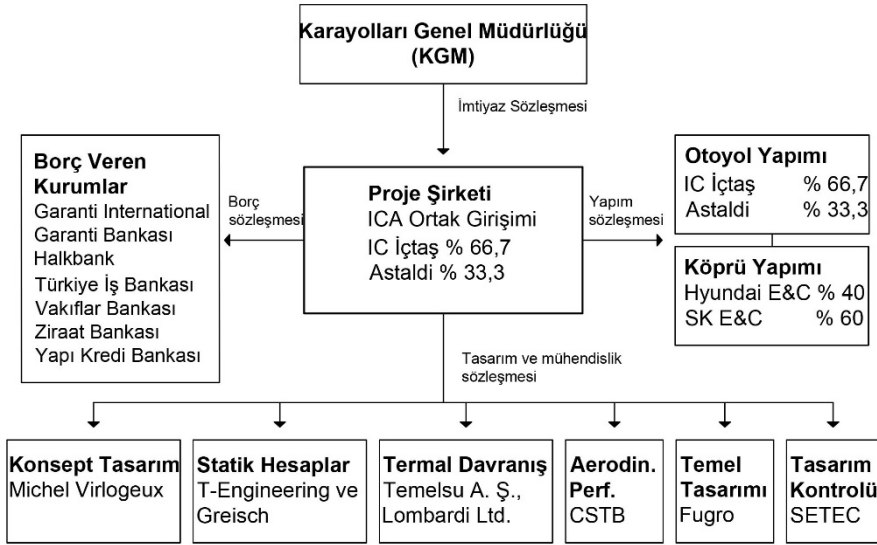 Karayolları Genel Müdürlüğü
(KGM)
İmtiyaz Sözleşmesi
Borç Veren
Kurumlar
Garanti International
Garanti Bankası
Halkbank
Türkiye İş Bankası
Vakıflar Bankası
Ziraat Bankası
Yapı Kredi Bankası
Borç
sözleşmesi
Proje Şirketi
ICA Ortak Girişimi
IC İçtaş % 66,7
Astaldi % 33,3
Yapım
sözleşmesi
Otoyol Yapımı
IC İçtaş % 66,7
Astaldi % 33,3
Köprü Yapımı
Hyundai E&C % 40
SK E&C % 60
Tasarım ve mühendislik
sözleşmesi
Konsept Tasarım
Michel Virlogeux
Statik Hesaplar
T-Engineering ve
Greisch
Termal Davranış
Temelsu A. Ş.,
Lombardi Ltd.
Aerodin.
Perf.
CSTB
Temel
Tasarımı
Fugro
Tasarım
Kontrolü
SETEC